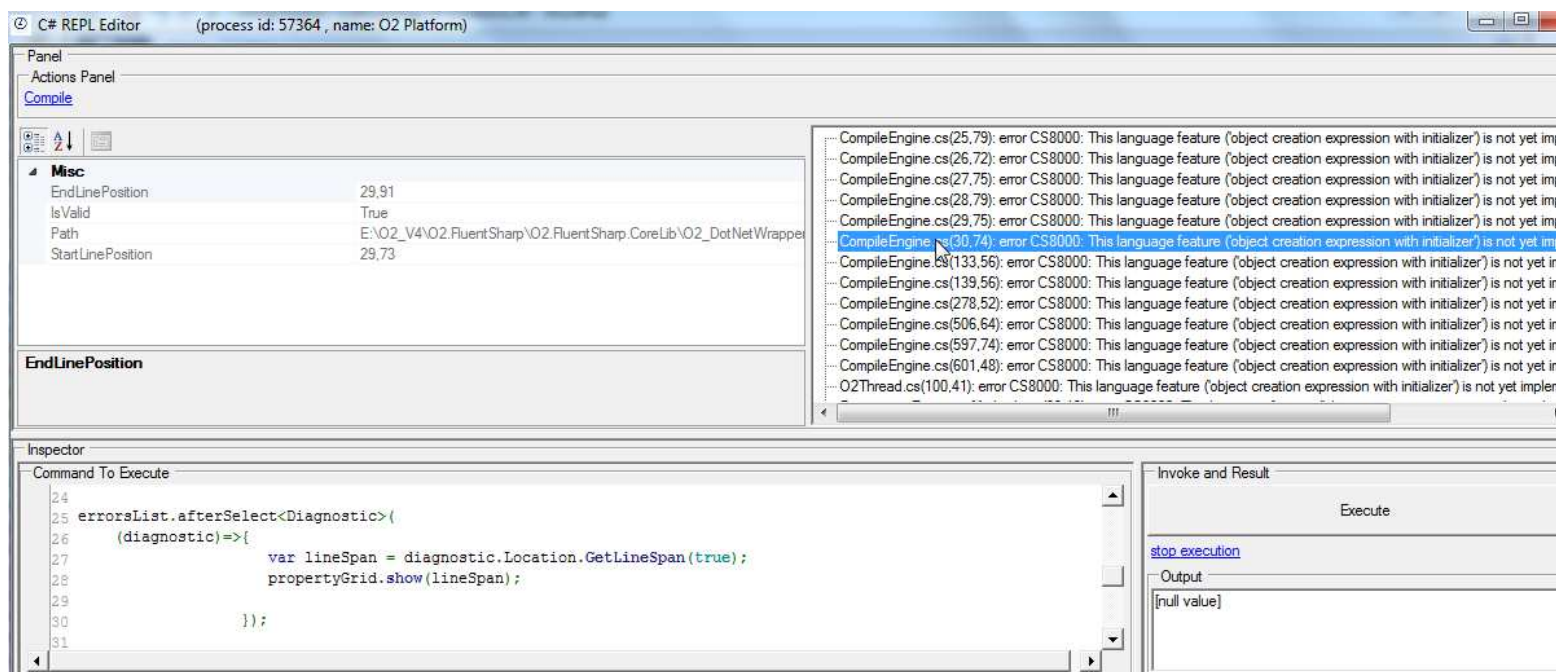 C# REPL Editor (process id: 57364 , name: O2 Platform)
Panel
Actions Panel
Compile
Misc
EndLinePosition 29,91
IsValid True
Path E:\O2_V4\O2.FluentSharp\O2.FluentSharp.CoreLib\O2_DotNetWrapper
StartLinePosition 29,73
EndLinePosition
CompileEngine.cs(25,79): error CS8000: This language feature ('object creation expression with initializer') is not yet im
CompileEngine.cs(26,72): error CS8000: This language feature ('object creation expression with initializer') is not yet im
CompileEngine.cs(27,75): error CS8000: This language feature ('object creation expression with initializer') is not yet im
CompileEngine.cs(28,79): error CS8000: This language feature ('object creation expression with initializer') is not yet im
CompileEngine.cs(29,75): error CS8000: This language feature ('object creation expression with initializer') is not yet im
CompileEngine.cs(30,74): error CS8000: This language feature ('object creation expression with initializer') is not yet im
CompileEngine.cs(133,56): error CS8000: This language feature ('object creation expression with initializer') is not yet i
CompileEngine.cs(139,56): error CS8000: This language feature ('object creation expression with initializer') is not yet i
CompileEngine.cs(278,52): error CS8000: This language feature ('object creation expression with initializer') is not yet i
CompileEngine.cs(506,64): error CS8000: This language feature ('object creation expression with initializer') is not yet i
CompileEngine.cs(597,74): error CS8000: This language feature ('object creation expression with initializer') is not yet i
CompileEngine.cs(601,48): error CS8000: This language feature ('object creation expression with initializer') is not yet i
O2Thread.cs(100,41): error CS8000: This language feature ('object creation expression with initializer') is not yet impler
Inspector
Command To Execute
24
25 errorsList.afterSelect<Diagnostic>(
26 (diagnostic)=>{
27 var lineSpan = diagnostic.Location.GetLineSpan(true);
28 propertyGrid.show(lineSpan);
29
30 });
31
Invoke and Result
Execute
stop execution
Output
[null value]